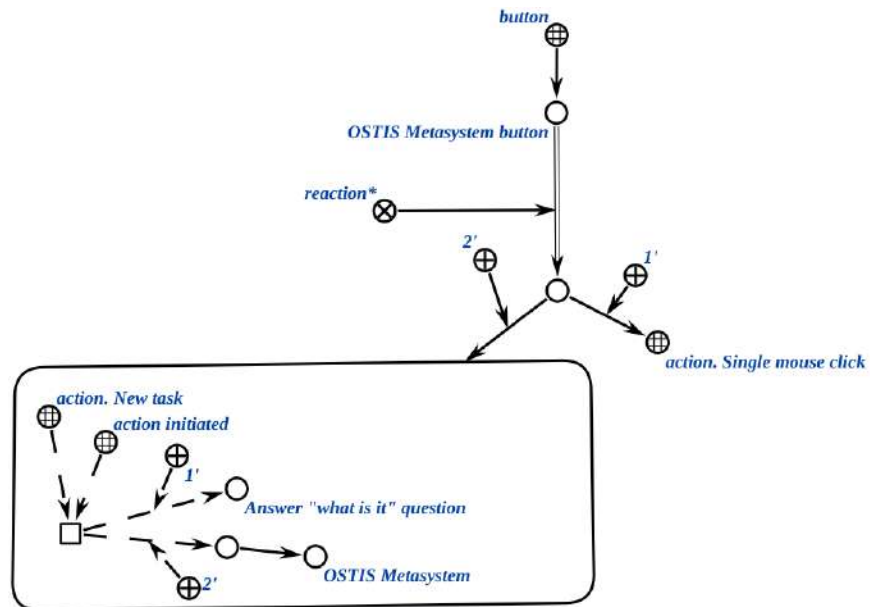 button
OSTIS Metasystem button
reaction*
2'
1'
action. Single mouse click
action. New task
action initiated
1'
Answer "what is it" question
OSTIS Metasystem
2'